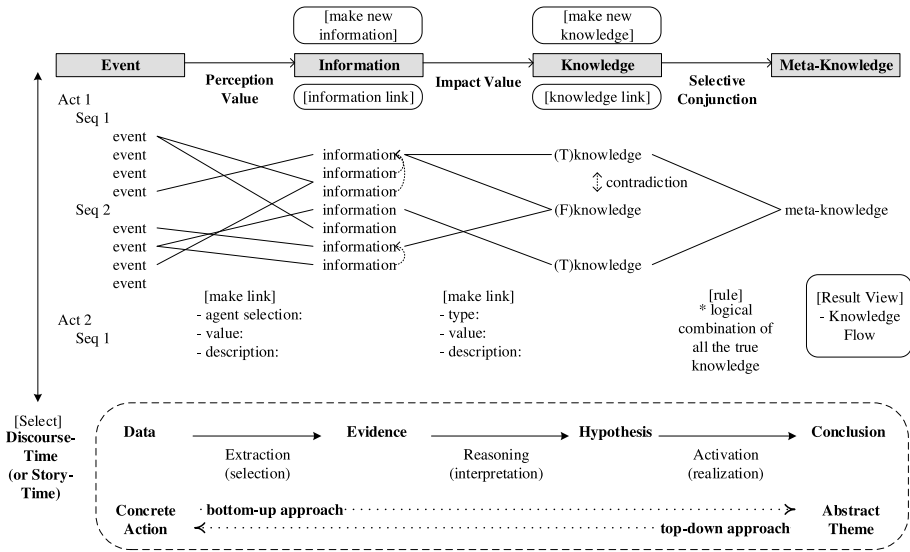 [make new
information]
[make new
knowledge]
Event
Information
Knowledge
Meta-Knowledge
Perception
Value
Impact Value
Selective
Conjunction
[information link]
[knowledge link]
Act 1
Seq 1
event
event
event
event
Seq 2
event
event
event
event
Act 2
Seq 1
information
information
information
information
information
information
information
(T)knowledge
contradiction
(F)knowledge
(T)knowledge
meta-knowledge
[make link]
- agent selection:
- value:
- description:
[make link]
- type:
- value:
- description:
[rule]
* logical
combination of
all the true
knowledge
[Result View]
- Knowledge
Flow
[Select]
Discourse-
Time
(or Story-
Time)
Data
Evidence
Hypothesis
Conclusion
Extraction
(selection)
Reasoning
(interpretation)
Activation
(realization)
Concrete
Action
bottom-up approach
top-down approach
Abstract
Theme